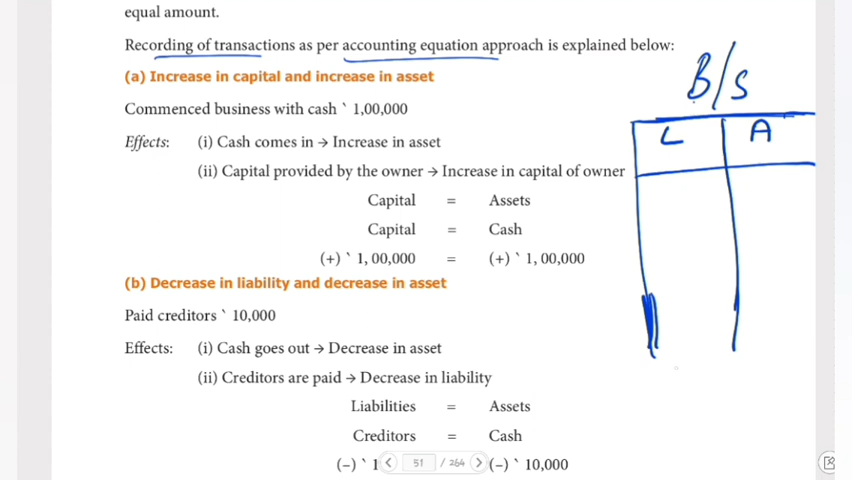 equal amount.
Recording of transactions as per accounting equation approach is explained below:
(a) Increase in capital and increase in asset
Commenced business with cash ` 1,00,000
Effects: (i) Cash comes in → Increase in asset
(ii) Capital provided by the owner → Increase in capital of owner
Capital = Assets
Capital = Cash
(+) ` 1, 00,000 = (+) ` 1, 00,000
(b) Decrease in liability and decrease in asset
Paid creditors ` 10,000
Effects: (i) Cash goes out → Decrease in asset
(ii) Creditors are paid → Decrease in liability
Liabilities = Assets
Creditors = Cash
(–) ` 1 (–) ` 10,000
51 / 264
B/S
L A